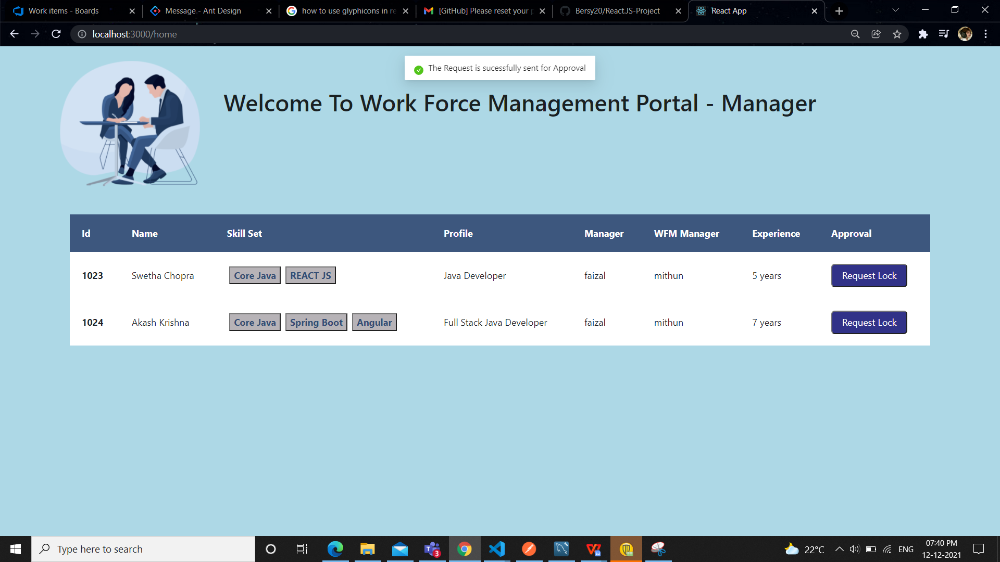 Work items - Boards
Message - Ant Design
how to use glyphicons in re
[GitHub] Please reset your p
Bersy20/ReactJS-Project
React App
localhost:3000/home
The Request is sucessfully sent for Approval
Welcome To Work Force Management Portal - Manager
Id Name Skill Set Profile Manager WFM Manager Experience Approval
1023 Swetha Chopra Core Java REACT JS Java Developer faizal mithun 5 years Request Lock
1024 Akash Krishna Core Java Spring Boot Angular Full Stack Java Developer faizal mithun 7 years Request Lock
Type here to search
3
22°C
ENG
07:40 PM
12-12-2021